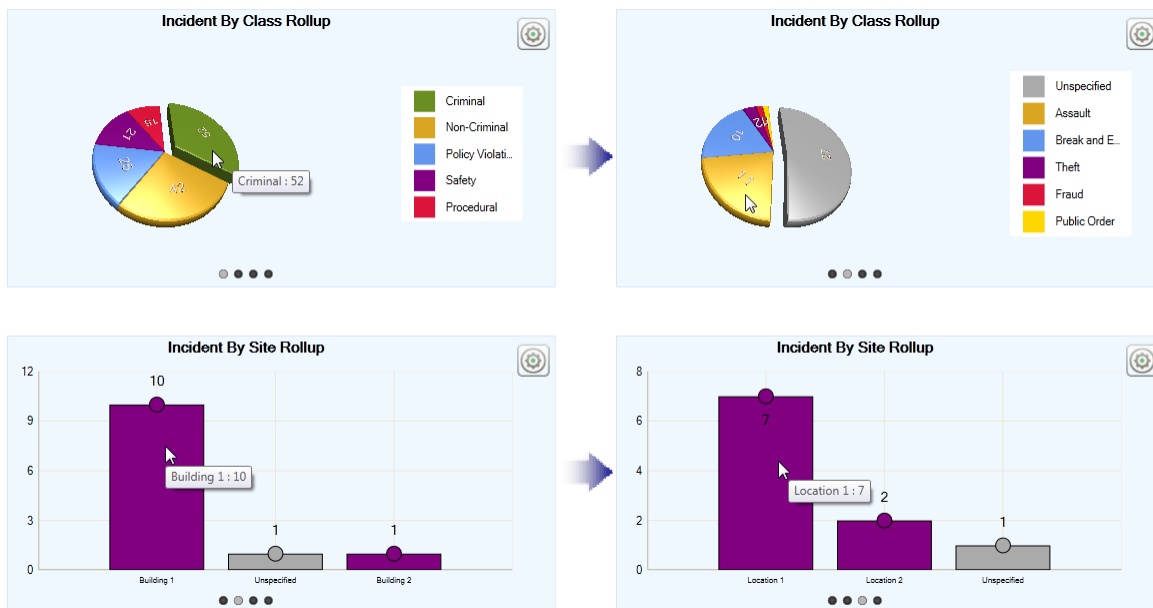 Incident By Class Rollup
42
21
Criminal : 52
Criminal
Non-Criminal
Policy Violati...
Safety
Procedural
Incident By Class Rollup
10
Unspecified
Assault
Break and E...
Theft
Fraud
Public Order
Incident By Site Rollup
12
9
6
3
0
10
1
1
Building 1 : 10
Building 1
Unspecified
Building 2
Incident By Site Rollup
8
6
4
2
0
7
2
1
Location 1 : 7
Location 1
Location 2
Unspecified